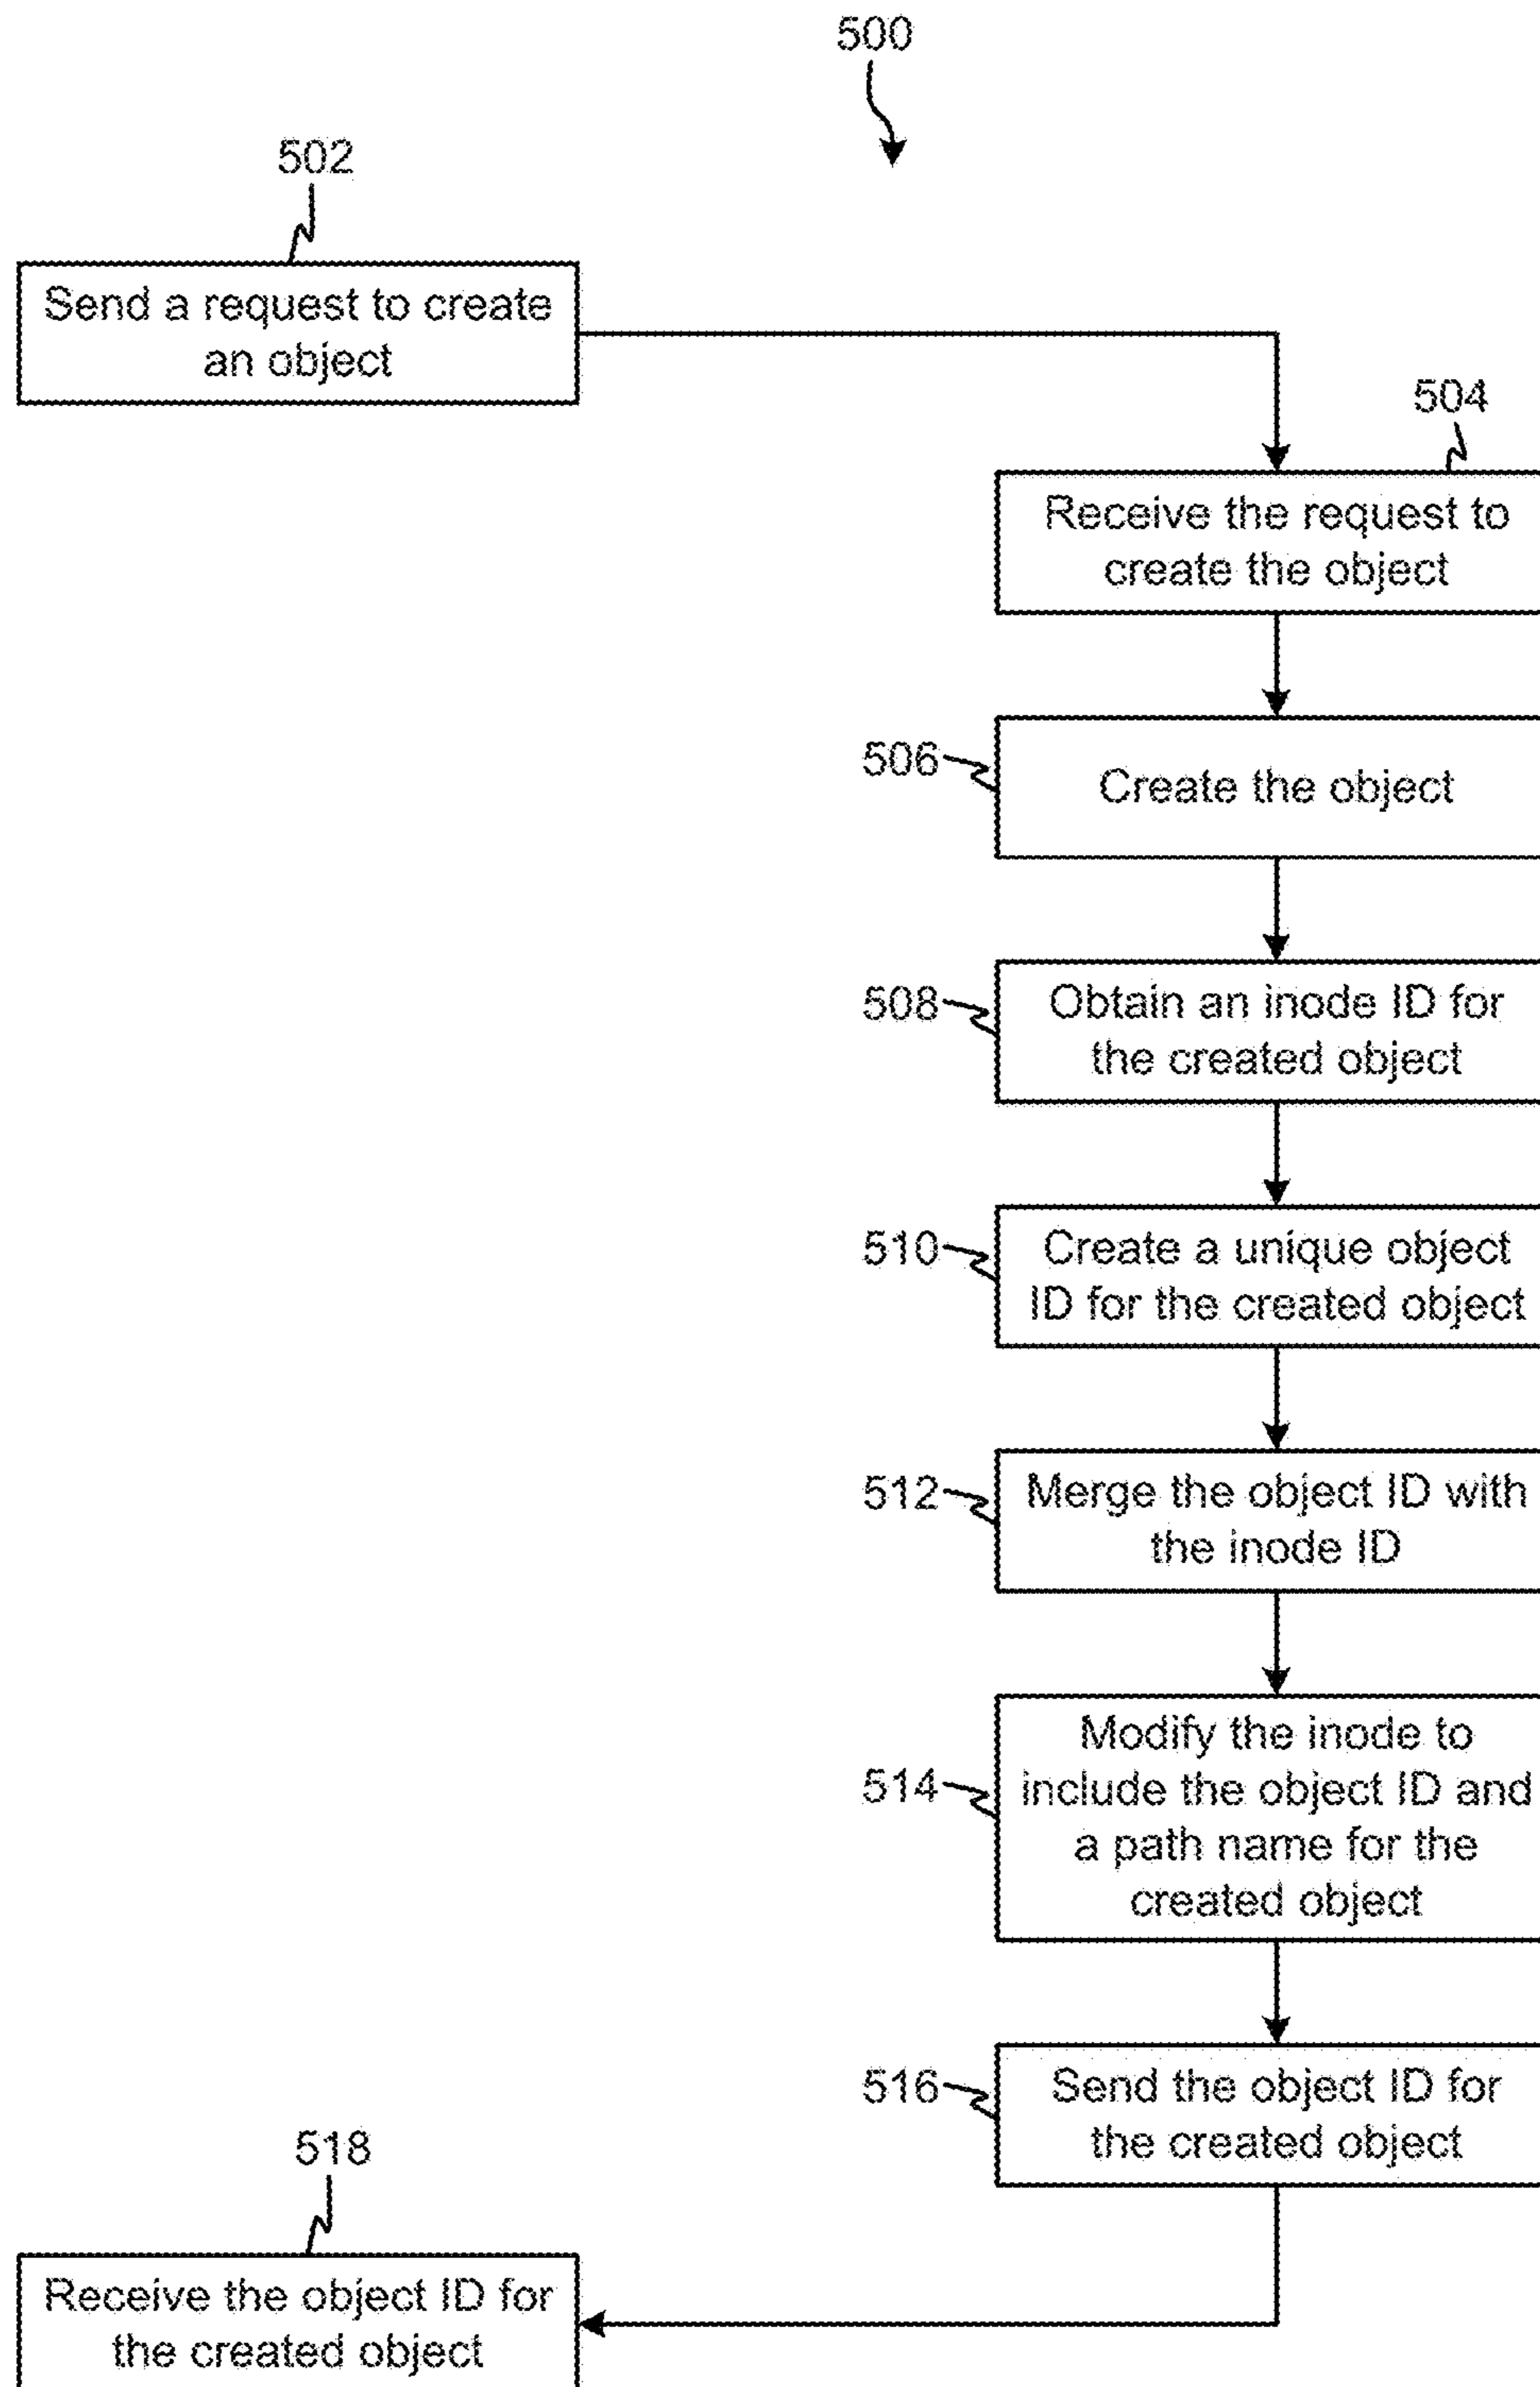 500
502
Send a request to create
an object
504
Receive the request to
create the object
506
Create the object
508
Obtain an inode ID for
the created object
510
Create a unique object
ID for the created object
512
Merge the object ID with
the inode ID
514
Modify the inode to
include the object ID and
a path name for the
created object
516
Send the object ID for
the created object
518
Receive the object ID for
the created object